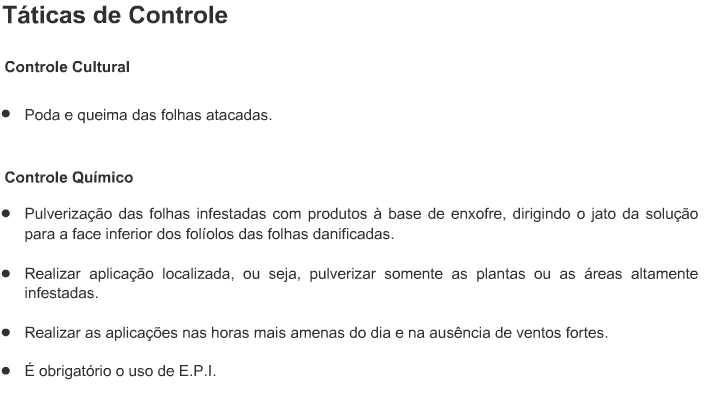 Táticas de Controle
Controle Cultural
● Poda e queima das folhas atacadas.
Controle Químico
● Pulverização das folhas infestadas com produtos à base de enxofre, dirigindo o jato da solução
para a face inferior dos folíolos das folhas danificadas.
● Realizar aplicação localizada, ou seja, pulverizar somente as plantas ou as áreas altamente
infestadas.
● Realizar as aplicações nas horas mais amenas do dia e na ausência de ventos fortes.
● É obrigatório o uso de E.P.I.